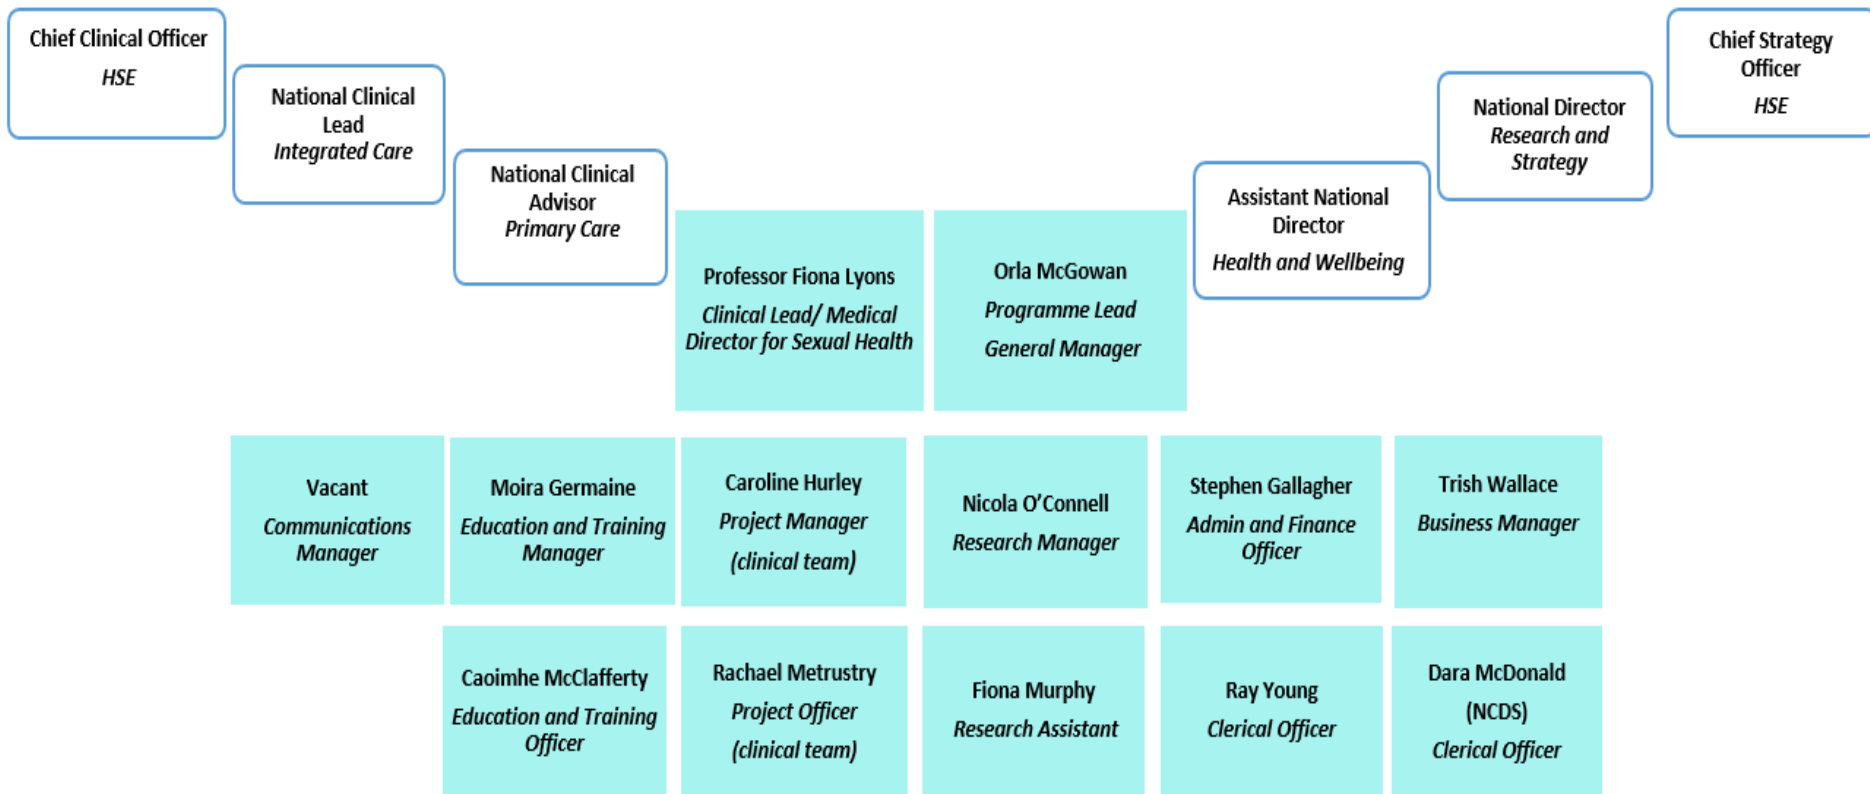 Chief Clinical Officer
HSE
National Clinical
Lead
Integrated Care
National Clinical
Advisor
Primary Care
Professor Fiona Lyons
Clinical Lead/ Medical
Director for Sexual Health
Orla McGowan
Programme Lead
General Manager
Assistant National
Director
Health and Wellbeing
National Director
Research and
Strategy
Chief Strategy
Officer
HSE
Vacant
Communications
Manager
Moira Germaine
Education and Training
Manager
Caroline Hurley
Project Manager
(clinical team)
Nicola O’Connell
Research Manager
Stephen Gallagher
Admin and Finance
Officer
Trish Wallace
Business Manager
Caoimhe McClafferty
Education and Training
Officer
Rachael Metrustry
Project Officer
(clinical team)
Fiona Murphy
Research Assistant
Ray Young
Clerical Officer
Dara McDonald
(NCDS)
Clerical Officer